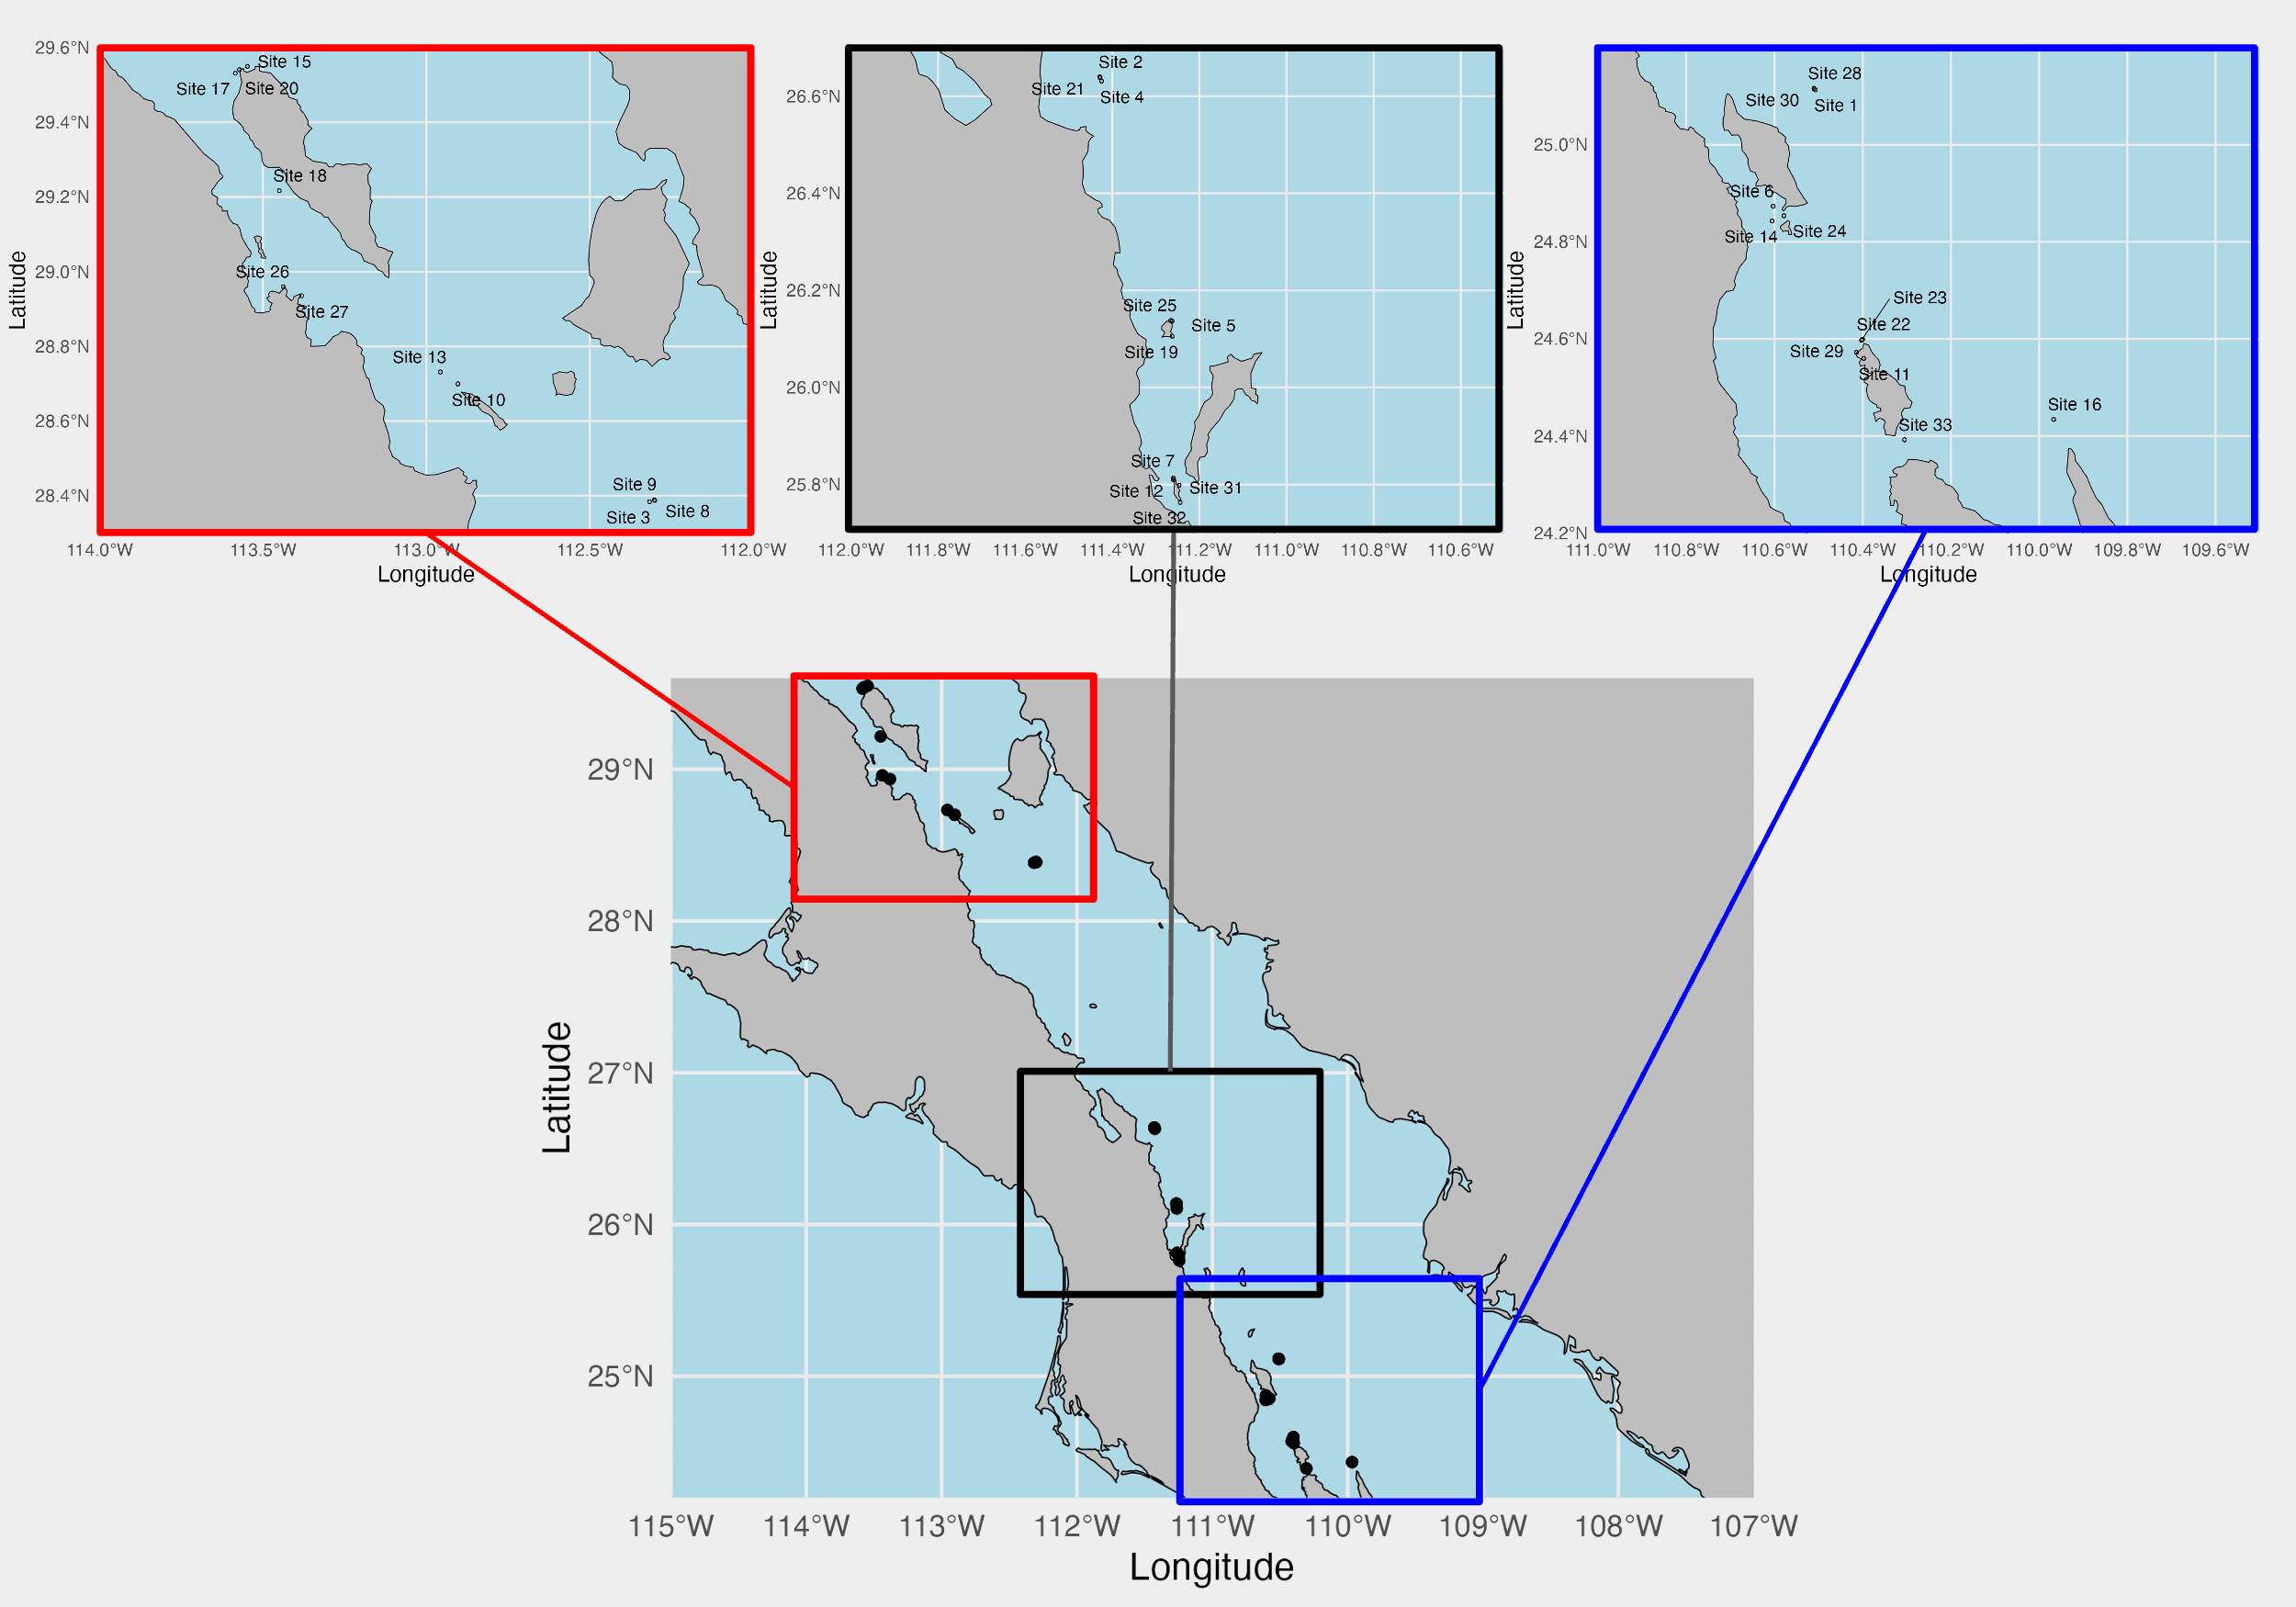 29.6°N
29.4°N
29.2°N
29.0°N
28.8°N
28.6°N
28.4°N
Latitude
Site 15
Site 17
Site 20
Site 18
Site 26
Site 27
Site 13
Site 10
Site 9
Site 3
Site 8
114.0°W 113.5°W 113.0°W 112.5°W 112.0°W
Longitude
26.6°N
26.4°N
26.2°N
26.0°N
25.8°N
Latitude
Site 2
Site 21
Site 4
Site 25
Site 5
Site 19
Site 7
Site 12
Site 31
Site 32
112.0°W 111.8°W 111.6°W 111.4°W 111.2°W 111.0°W 110.8°W 110.6°W
Longitude
25.0°N
24.8°N
24.6°N
24.4°N
24.2°N
Latitude
Site 28
Site 30
Site 1
Site 6
Site 14
Site 24
Site 23
Site 22
Site 29
Site 11
Site 16
Site 33
111.0°W 110.8°W 110.6°W 110.4°W 110.2°W 110.0°W 109.8°W 109.6°W
Longitude
29°N
28°N
27°N
26°N
25°N
Latitude
115°W 114°W 113°W 112°W 111°W 110°W 109°W 108°W 107°W
Longitude